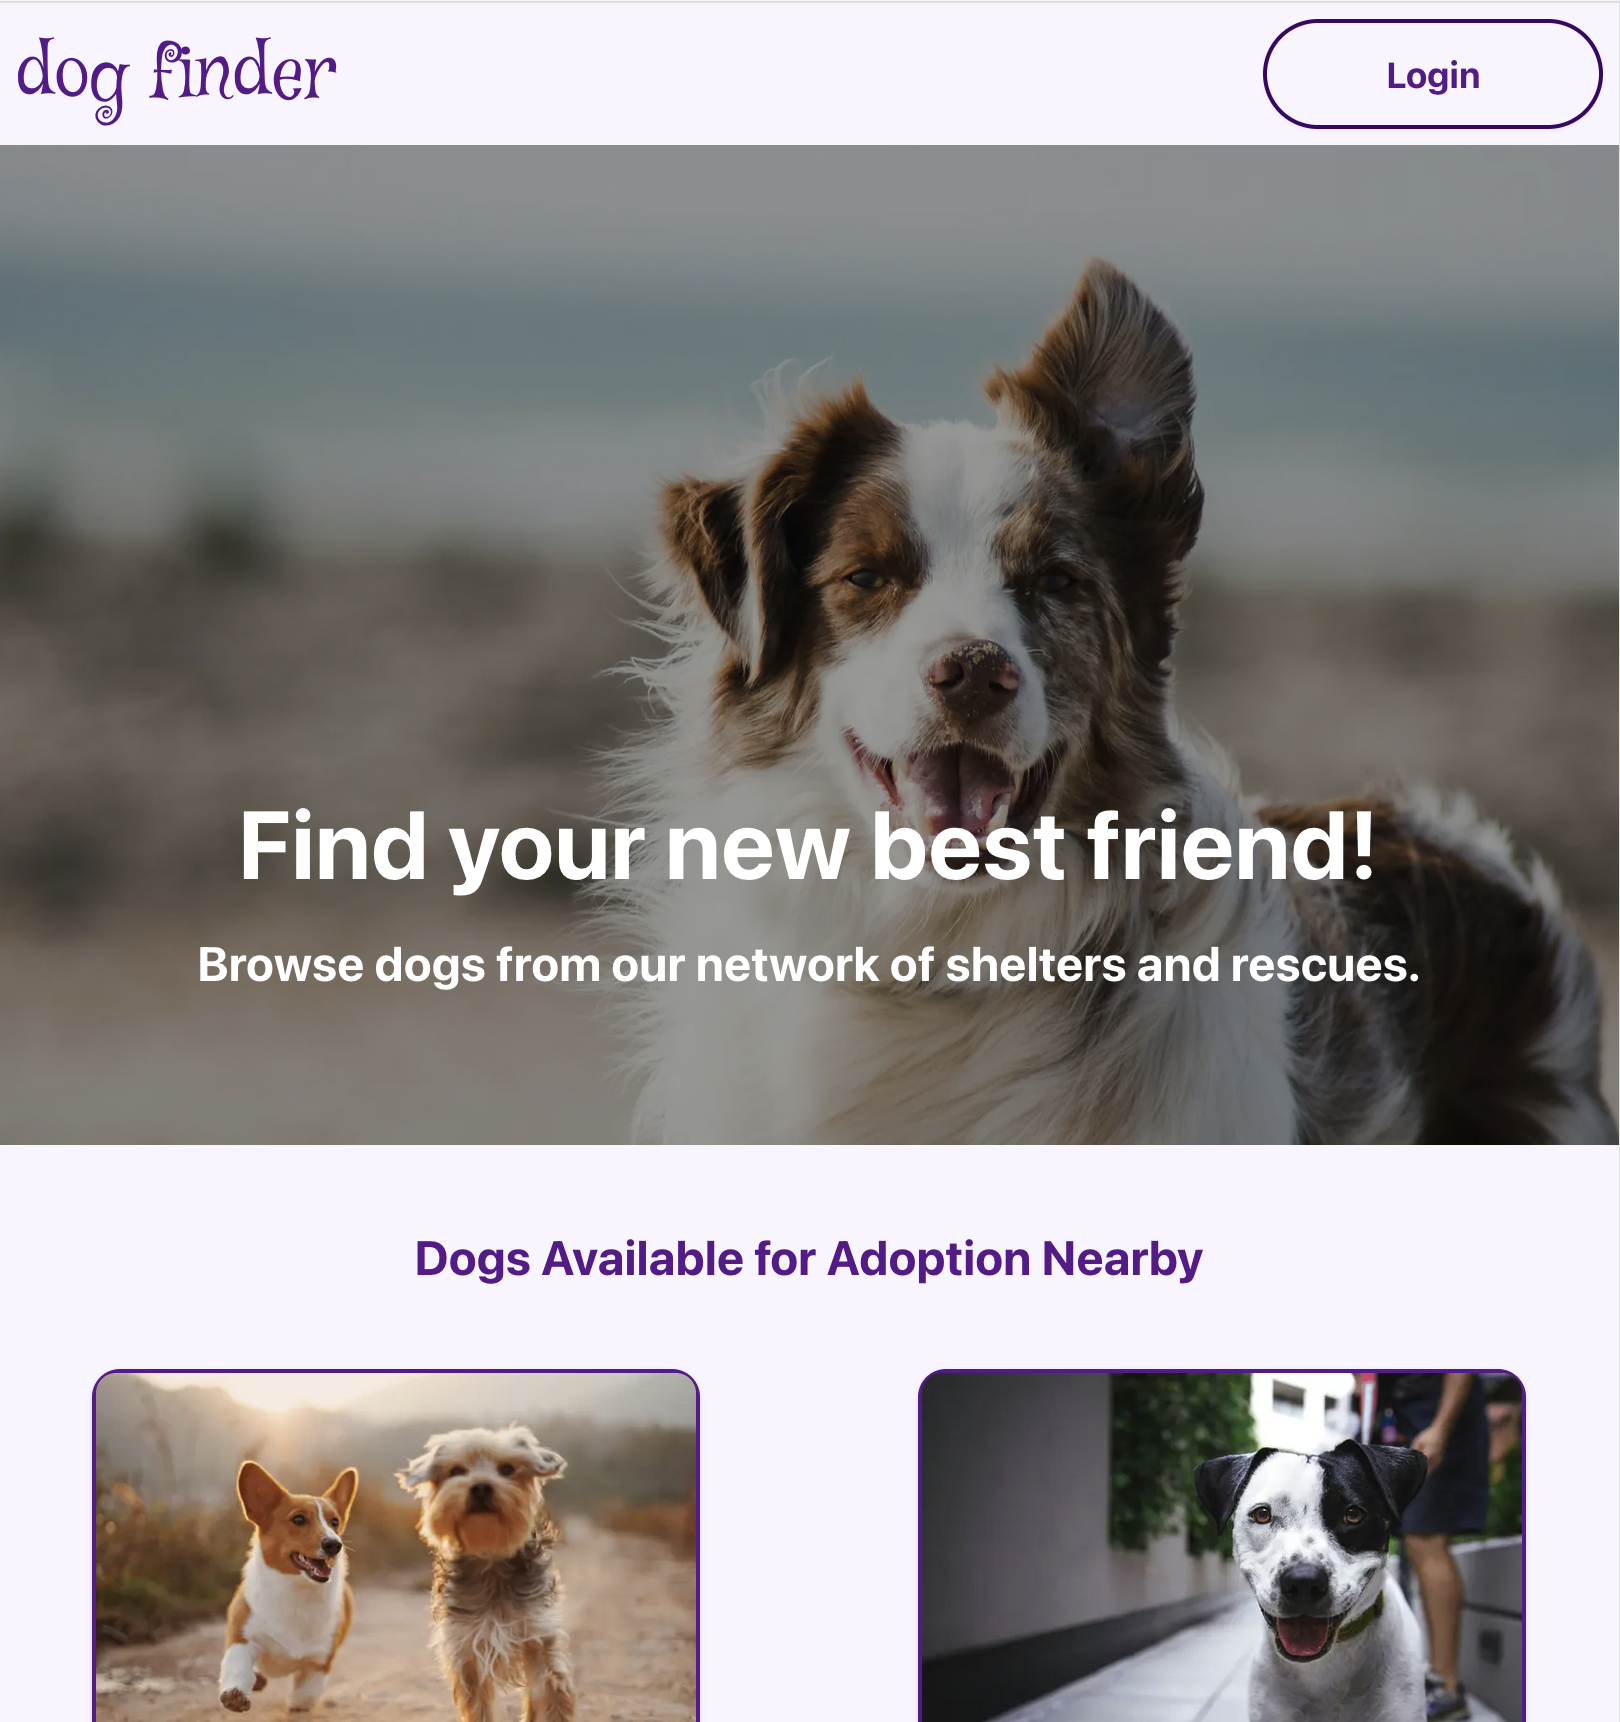 dog finder
Login
Find your new best friend!
Browse dogs from our network of shelters and rescues.
Dogs Available for Adoption Nearby